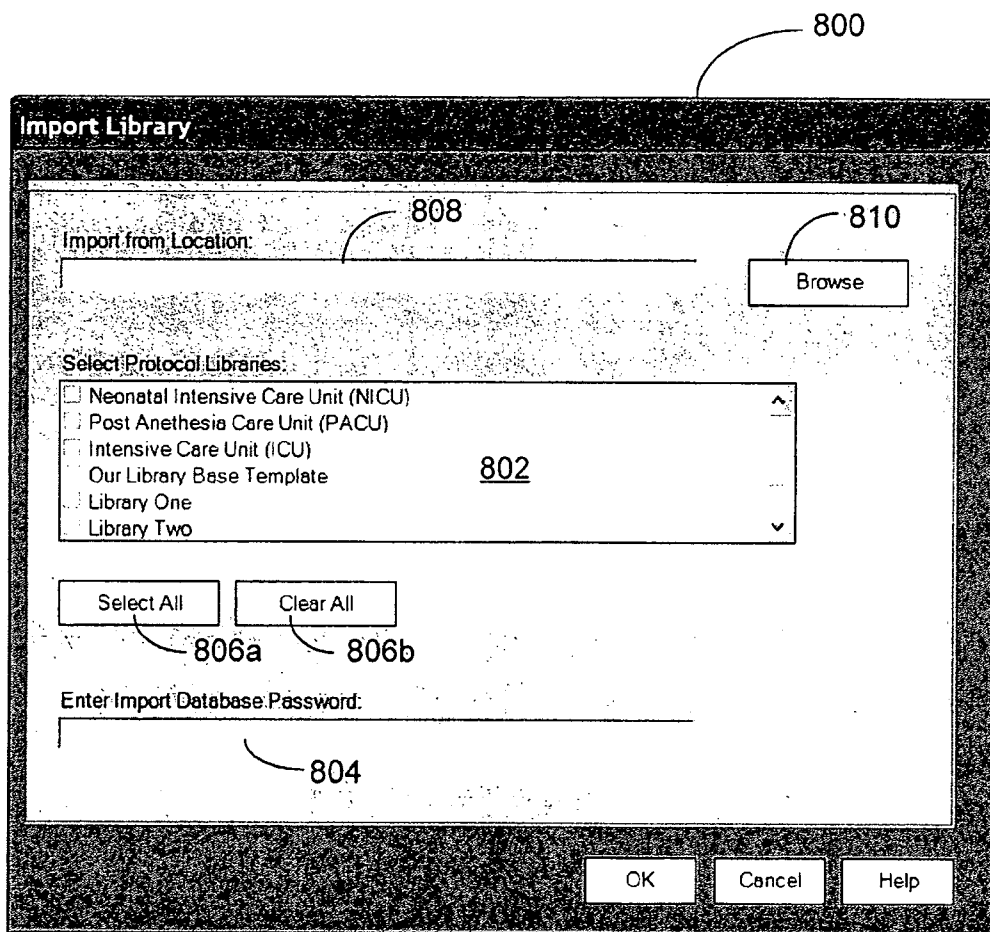 800
Import Library
808
810
Import from Location:
Browse
Select Protocol Libraries:
Neonatal Intensive Care Unit (NICU)
Post Anethesia Care Unit (PACU)
Intensive Care Unit (ICU)
Our Library Base Template
802
Library One
Library Two
Select All
Clear All
806a
806b
Enter Import Database Password:
804
OK
Cancel
Help